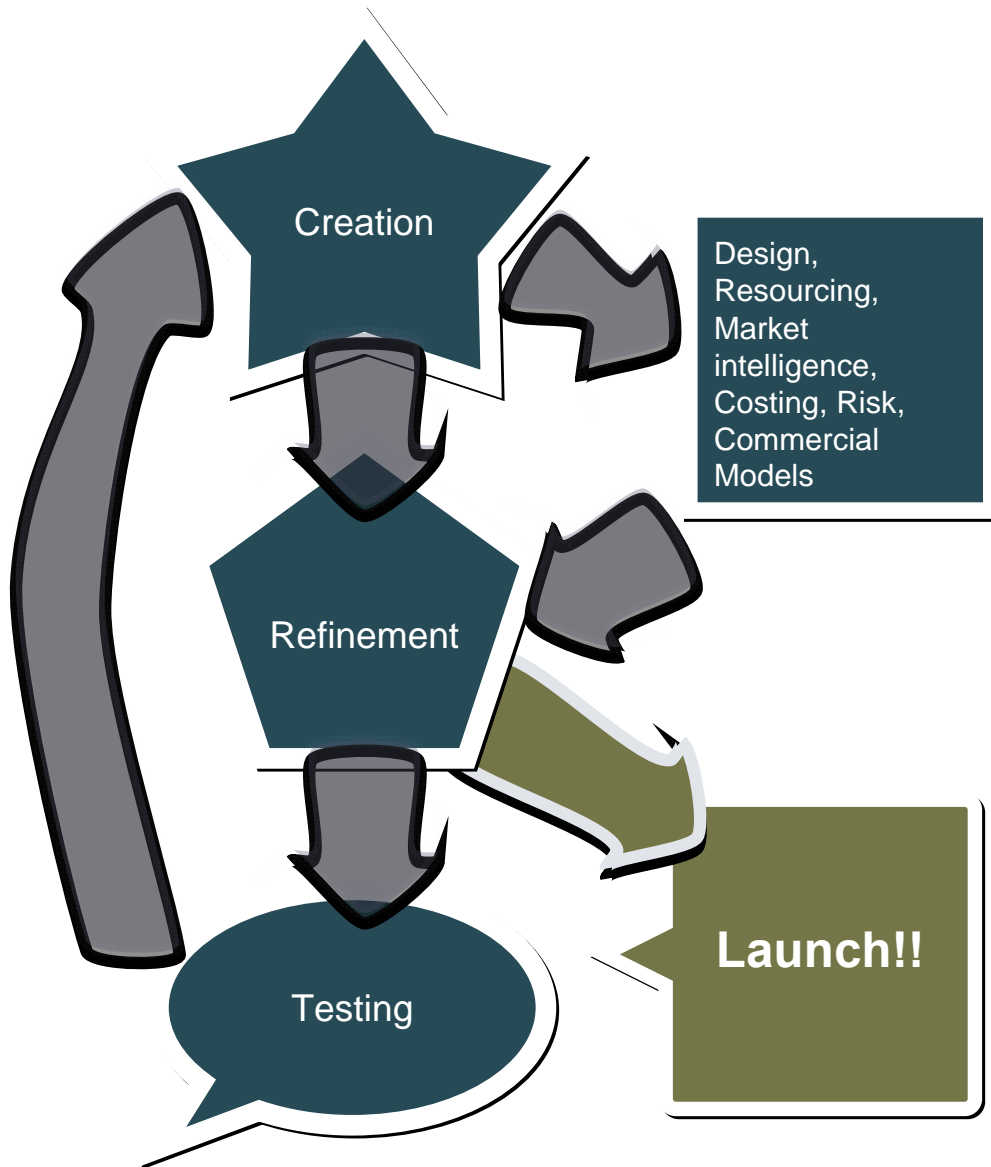 Creation
Design,
Resourcing,
Market
intelligence,
Costing, Risk,
Commercial
Models
Refinement
Launch!!
Testing